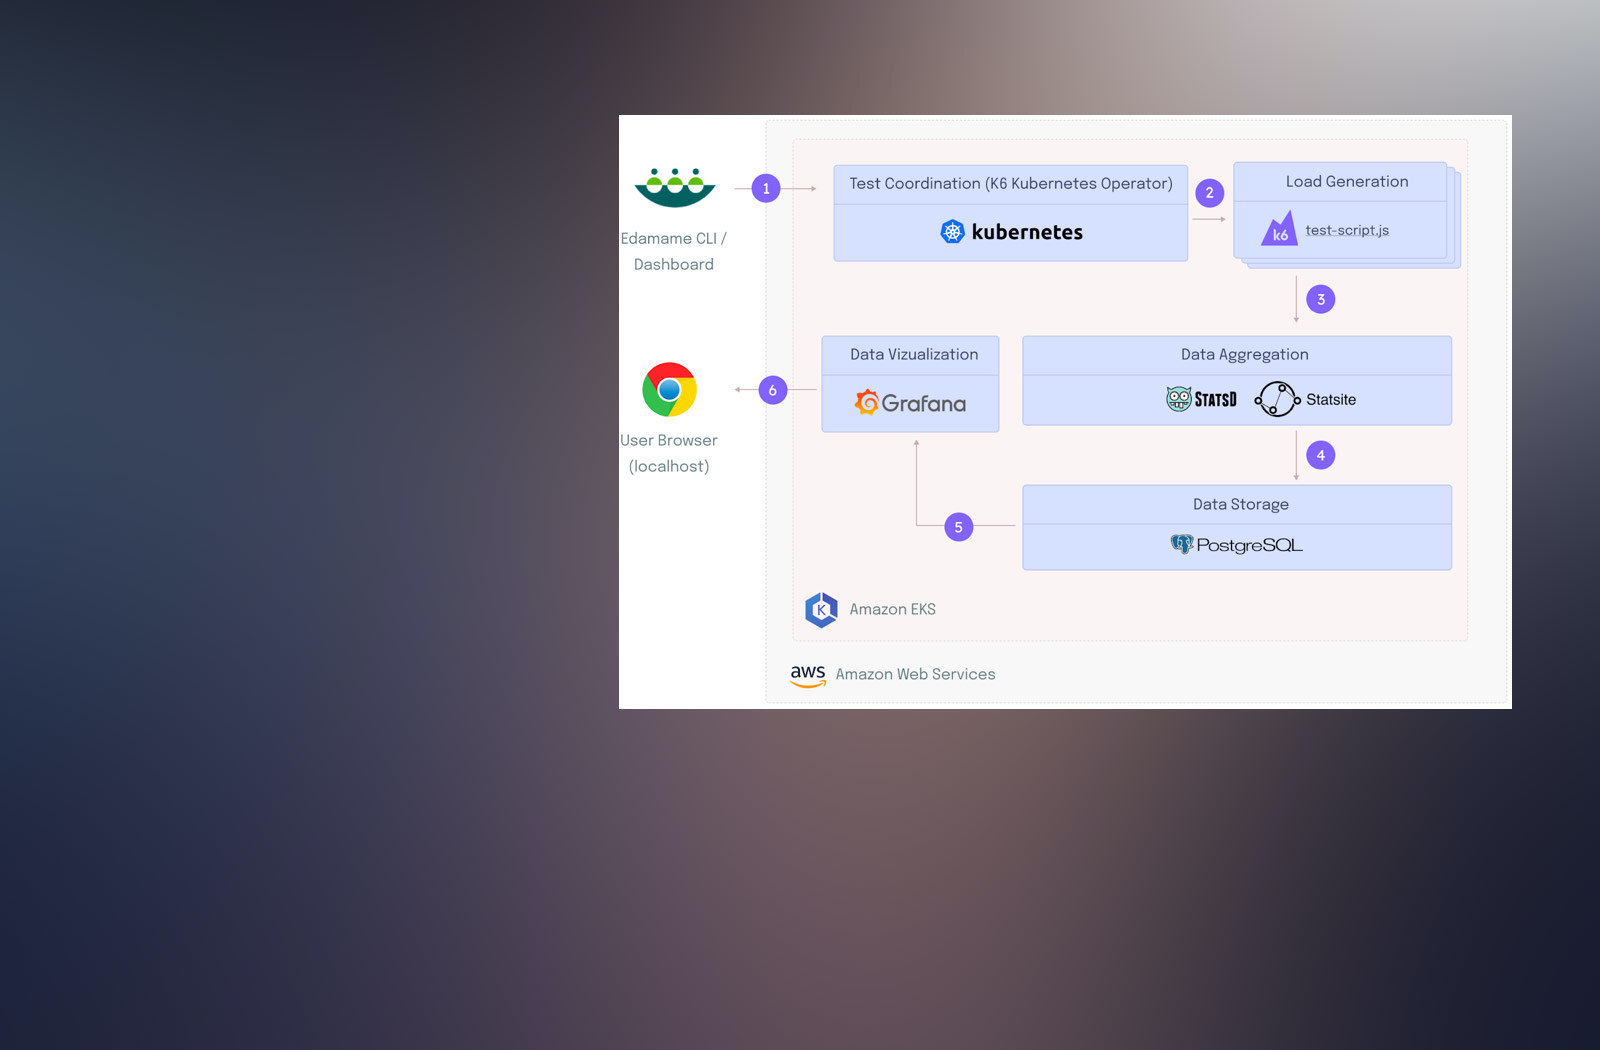 1
Test Coordination (K6 Kubernetes Operator)
kubernetes
2
Load Generation
k6
test-script.js
Edamame CLI /
Dashboard
3
Data Vizualization
Grafana
Data Aggregation
STATSD
Statsite
6
User Browser
(localhost)
4
Data Storage
PostgreSQL
5
K
Amazon EKS
aws
Amazon Web Services